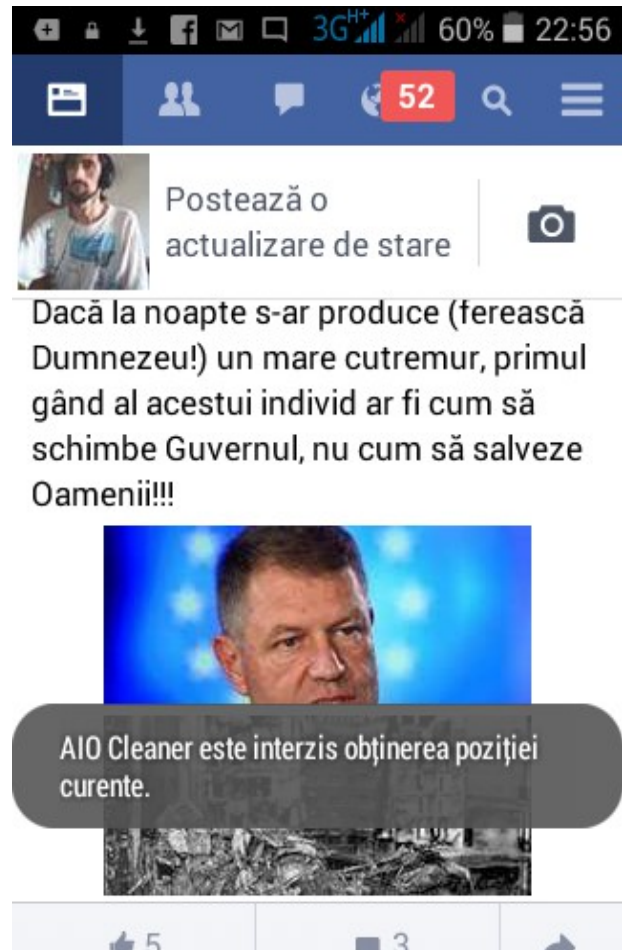 3G H+ 60% 22:56
52
Postează o
actualizare de stare
Dacă la noapte s-ar produce (ferească
Dumnezeu!) un mare cutremur, primul
gând al acestui individ ar fi cum să
schimbe Guvernul, nu cum să salveze
Oamenii!!!
AIO Cleaner este interzis obținerea poziției
curente.
5 3